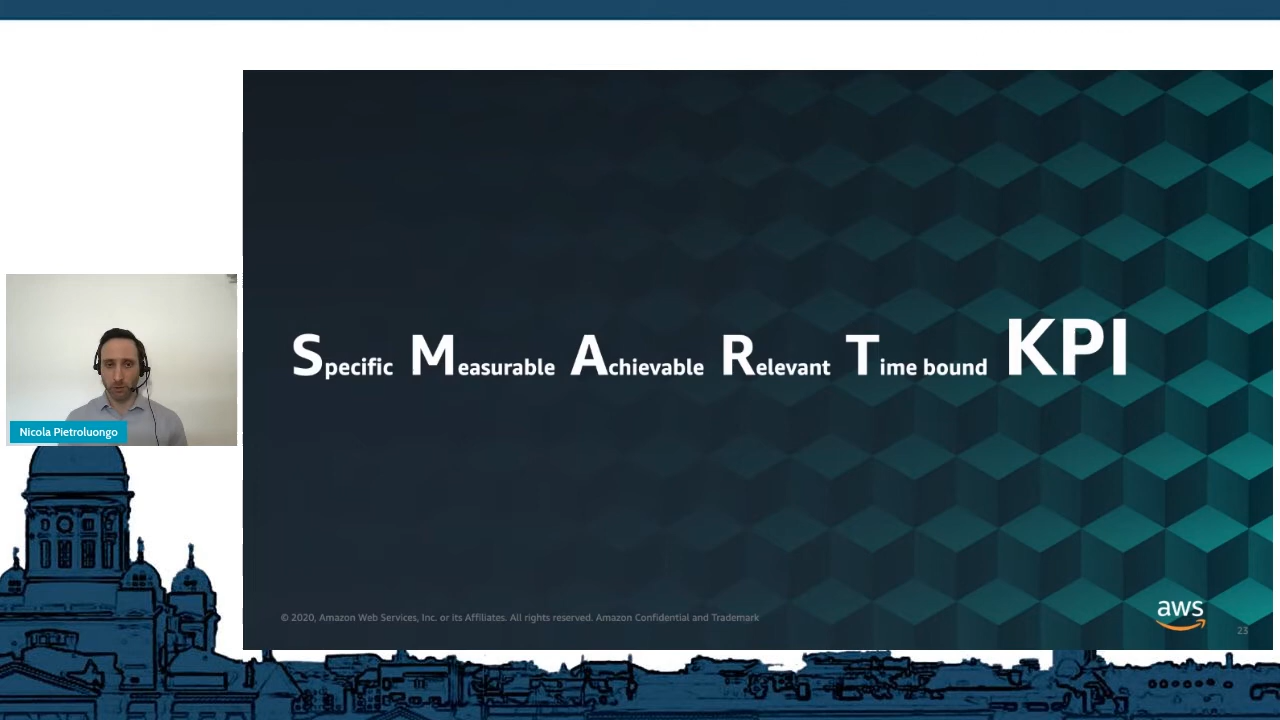 Specific Measurable Achievable Relevant Time bound KPI
Nicola Pietroluongo
© 2020, Amazon Web Services, Inc. or its Affiliates. All rights reserved. Amazon Confidential and Trademark
aws
23